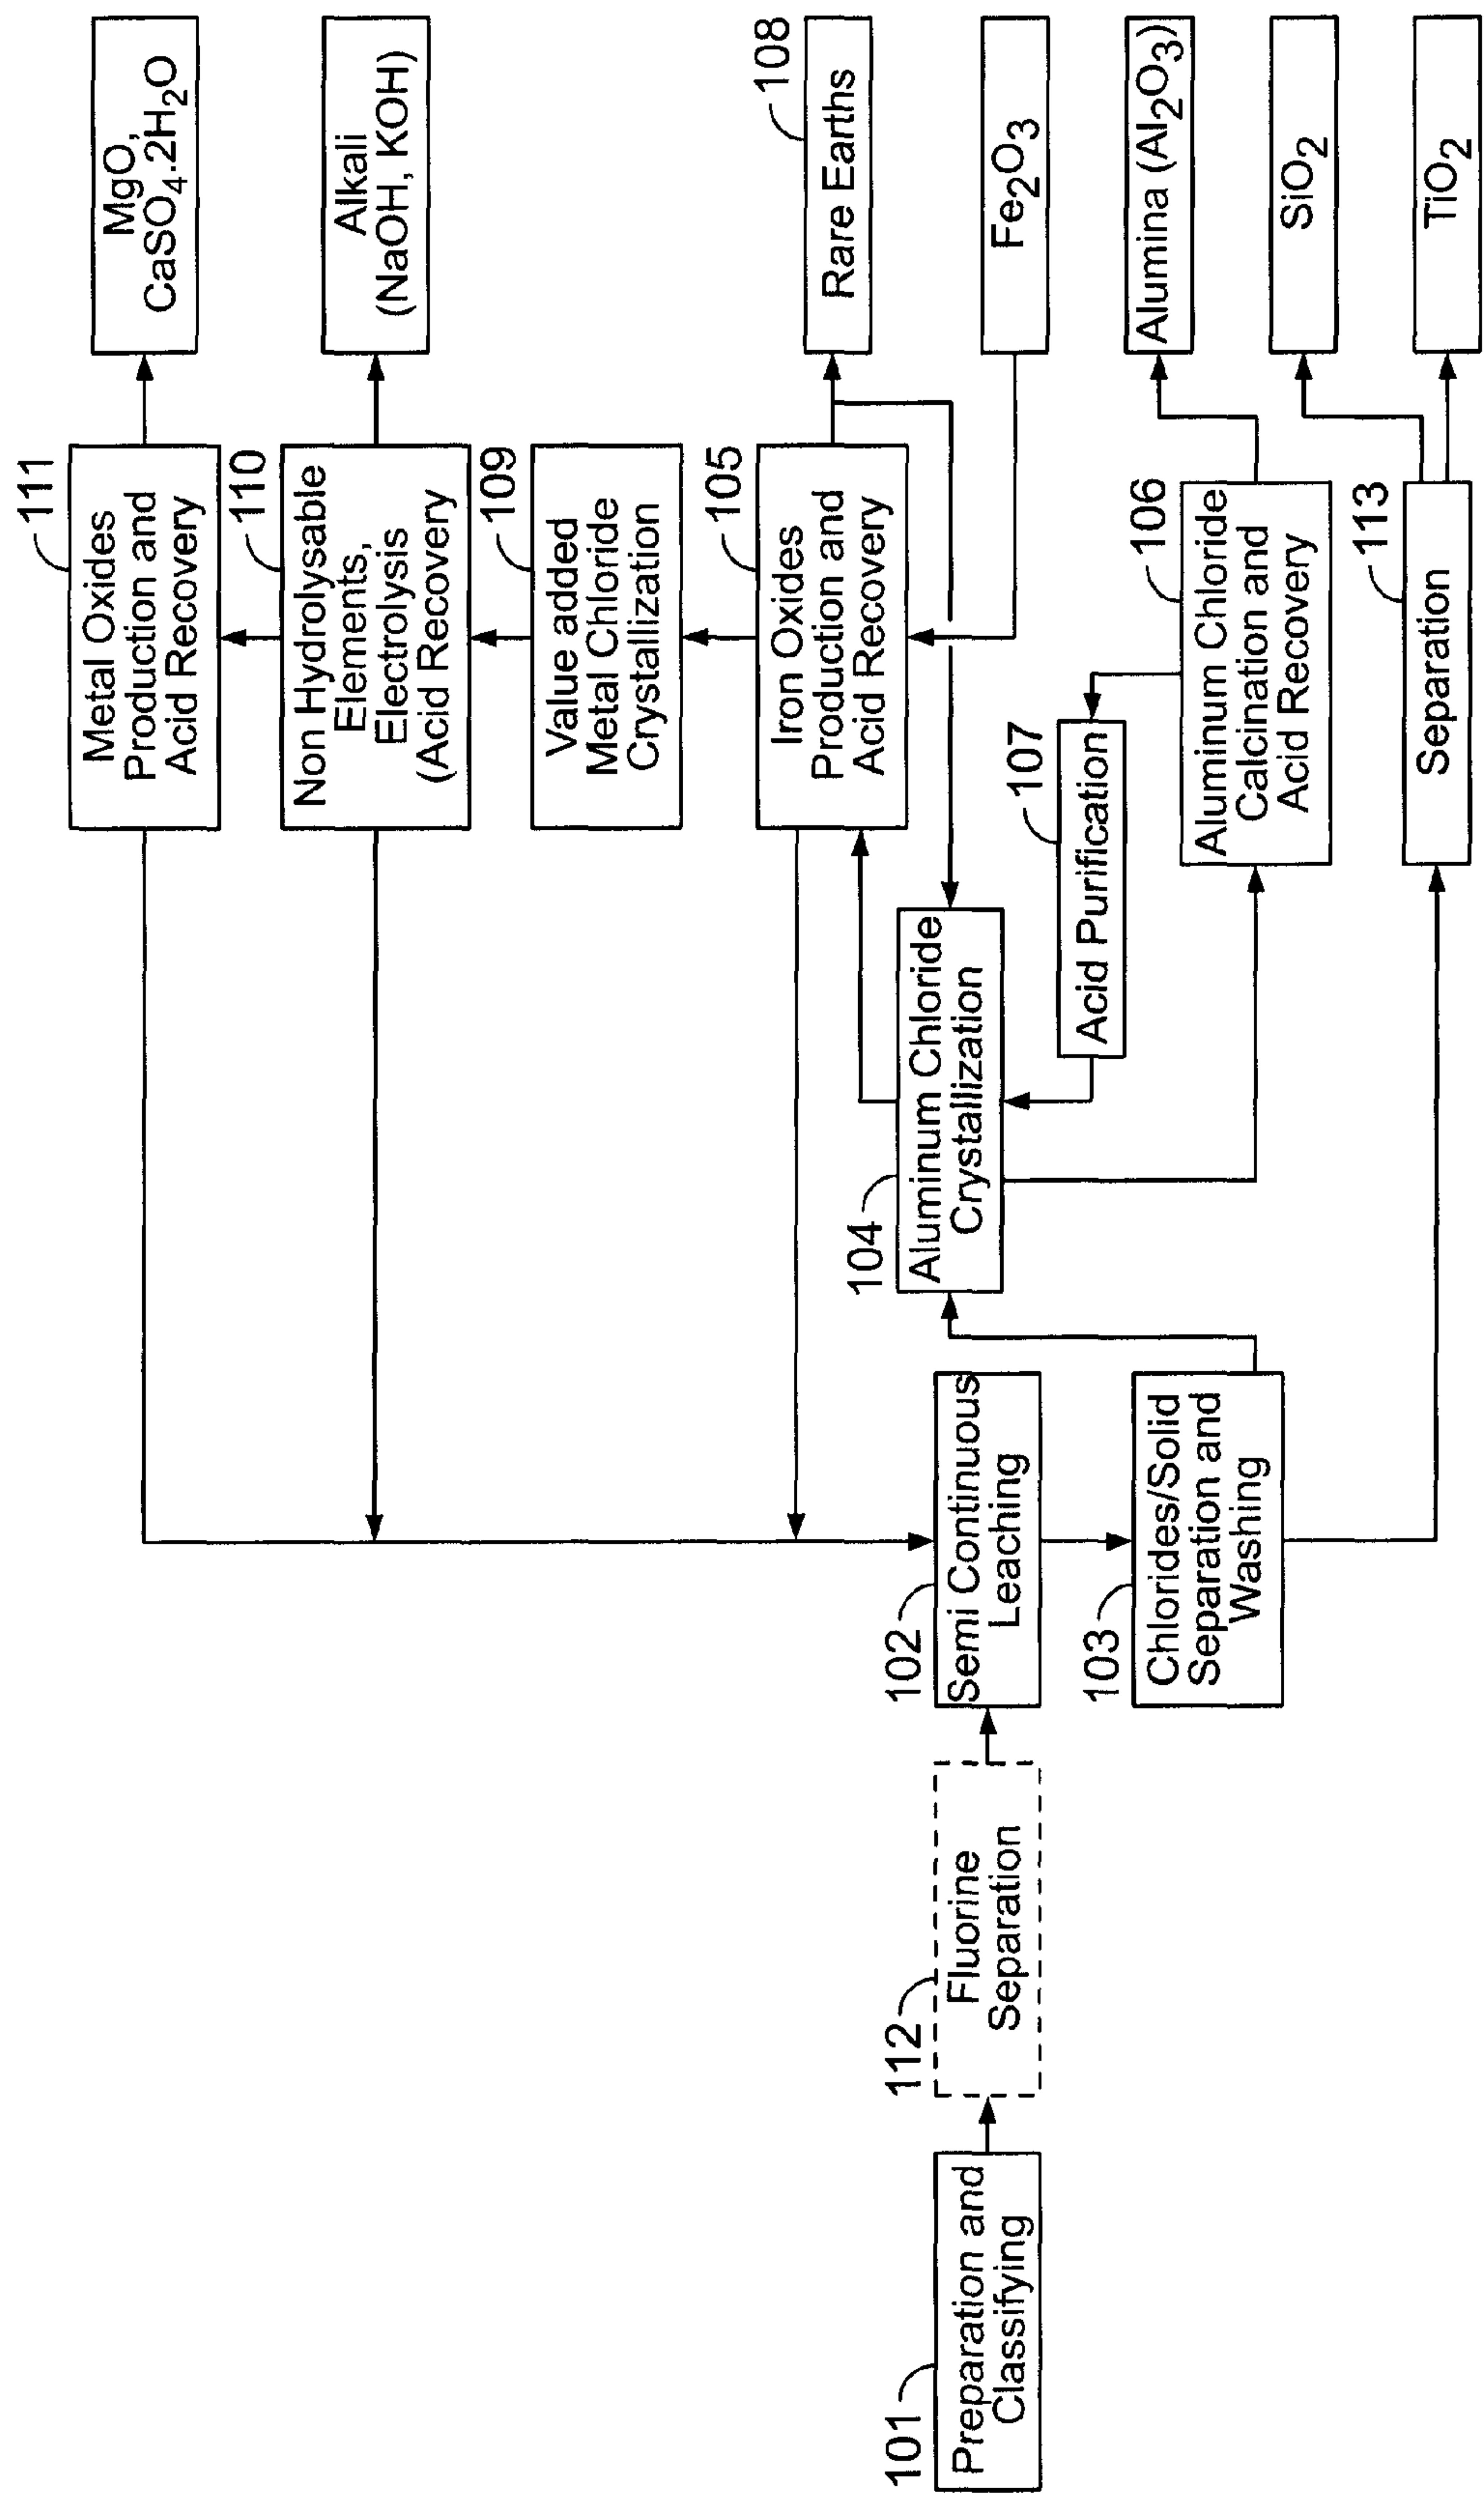 111
Metal Oxides
Production and
Acid Recovery
MgO,
CaSO4.2H2O
110
Non Hydrolysable
Elements,
Electrolysis
(Acid Recovery
Alkali
(NaOH, KOH)
109
Value added
Metal Chloride
Crystallization
105
Iron Oxides
Production and
Acid Recovery
108
Rare Earths
Fe2O3
104
Aluminum Chloride
Crystallization
107
Acid Purification
106
Aluminum Chloride
Calcination and
Acid Recovery
Alumina (Al2O3)
SiO2
113
Separation
TiO2
101
Preparation and
Classifying
112
Fluorine
Separation
102
Semi Continuous
Leaching
103
Chlorides/Solid
Separation and
Washing